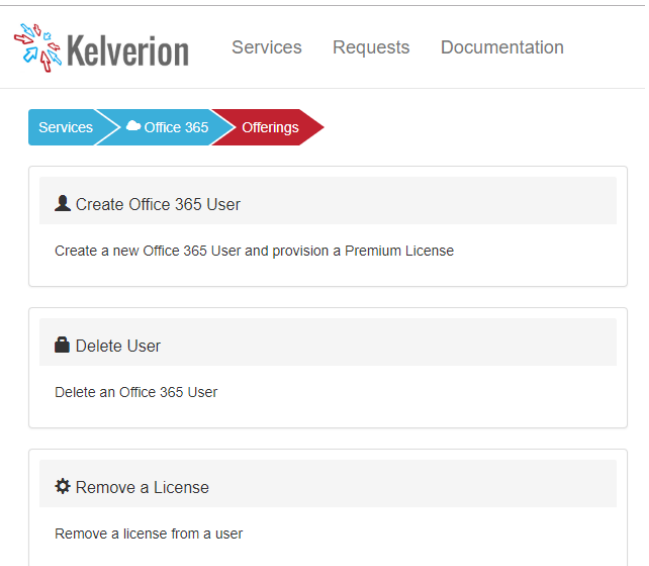 Kelverion Services Requests Documentation
Services Office 365 Offerings
Create Office 365 User
Create a new Office 365 User and provision a Premium License
Delete User
Delete an Office 365 User
Remove a License
Remove a license from a user